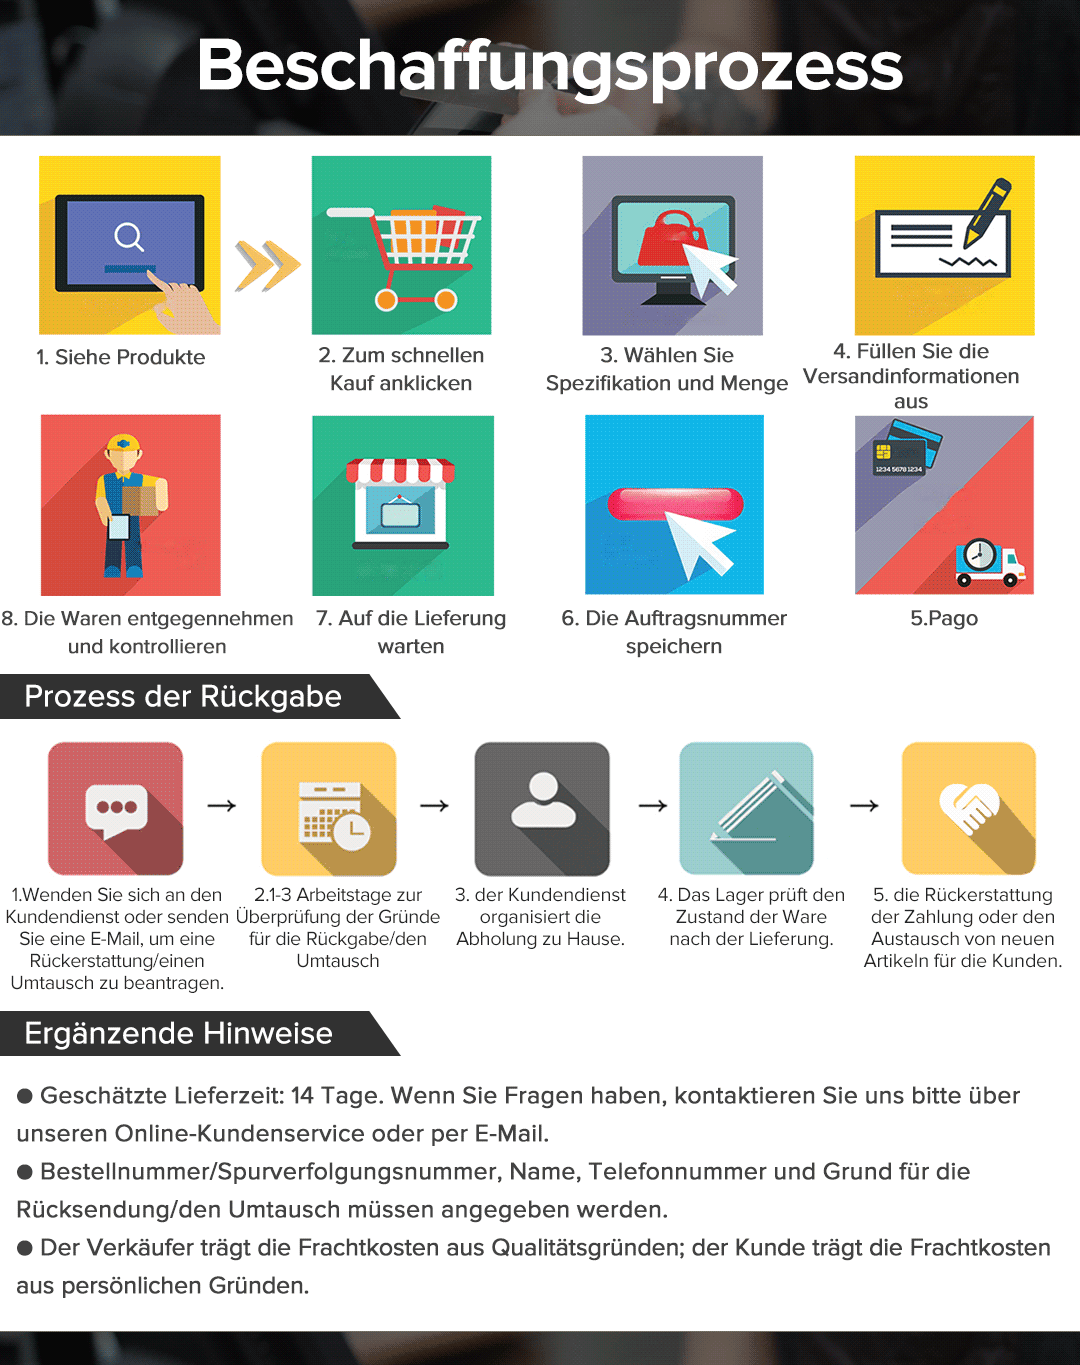 Beschaffungsprozess
1. Siehe Produkte
2. Zum schnellen
Kauf anklicken
3. Wählen Sie
Spezifikation und Menge
4. Füllen Sie die
Versandinformationen
aus
1234 5678 1234
8. Die Waren entgegennehmen
und kontrollieren
7. Auf die Lieferung
warten
6. Die Auftragsnummer
speichern
5.Pago
Prozess der Rückgabe
1.Wenden Sie sich an den
Kundendienst oder senden
Sie eine E-Mail, um eine
Rückerstattung/einen
Umtausch zu beantragen.
2.1-3 Arbeitstage zur
Überprüfung der Gründe
für die Rückgabe/den
Umtausch
3. der Kundendienst
organisiert die
Abholung zu Hause.
4. Das Lager prüft den
Zustand der Ware
nach der Lieferung.
5. die Rückerstattung
der Zahlung oder den
Austausch von neuen
Artikeln für die Kunden.
Ergänzende Hinweise
● Geschätzte Lieferzeit: 14 Tage. Wenn Sie Fragen haben, kontaktieren Sie uns bitte über
unseren Online-Kundenservice oder per E-Mail.
● Bestellnummer/Spurverfolgungsnummer, Name, Telefonnummer und Grund für die
Rücksendung/den Umtausch müssen angegeben werden.
● Der Verkäufer trägt die Frachtkosten aus Qualitätsgründen; der Kunde trägt die Frachtkosten
aus persönlichen Gründen.